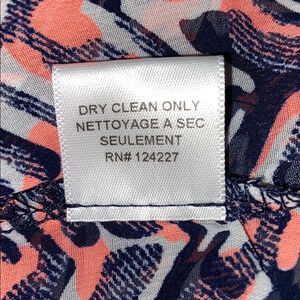 DRY CLEAN ONLY
NETTOYAGE A SEC
SEULEMENT
RN# 124227